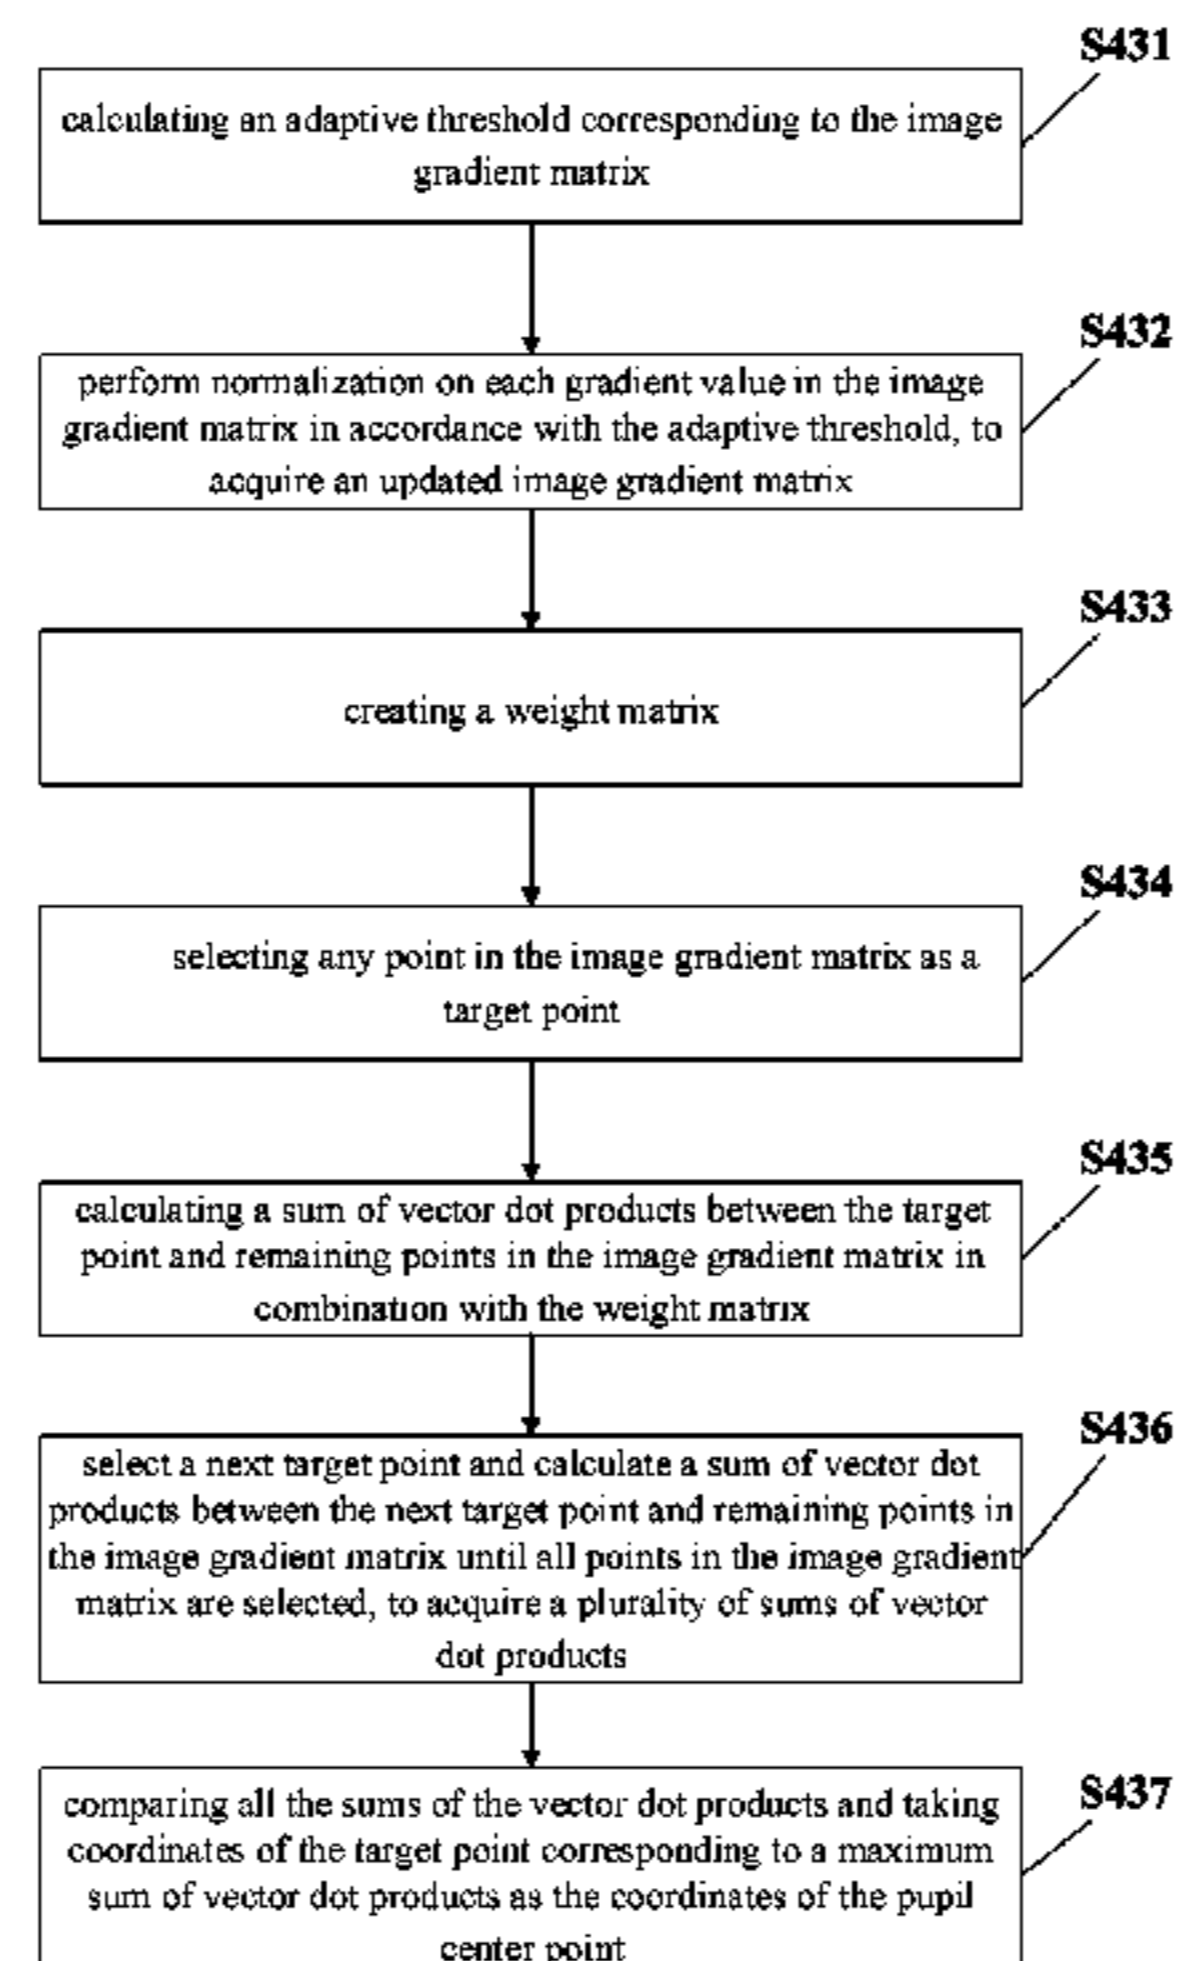 S431
calculating an adaptive threshold corresponding to the image
gradient matrix
S432
perform normalization on each gradient value in the image
gradient matrix in accordance with the adaptive threshold, to
acquire an updated image gradient matrix
S433
creating a weight matrix
S434
selecting any point in the image gradient matrix as a
target point
S435
calculating a sum of vector dot products between the target
point and remaining points in the image gradient matrix in
combination with the weight matrix
S436
select a next target point and calculate a sum of vector dot
products between the next target point and remaining points in
the image gradient matrix until all points in the image gradient
matrix are selected, to acquire a plurality of sums of vector
dot products
S437
comparing all the sums of the vector dot products and taking
coordinates of the target point corresponding to a maximum
sum of vector dot products as the coordinates of the pupil
center point